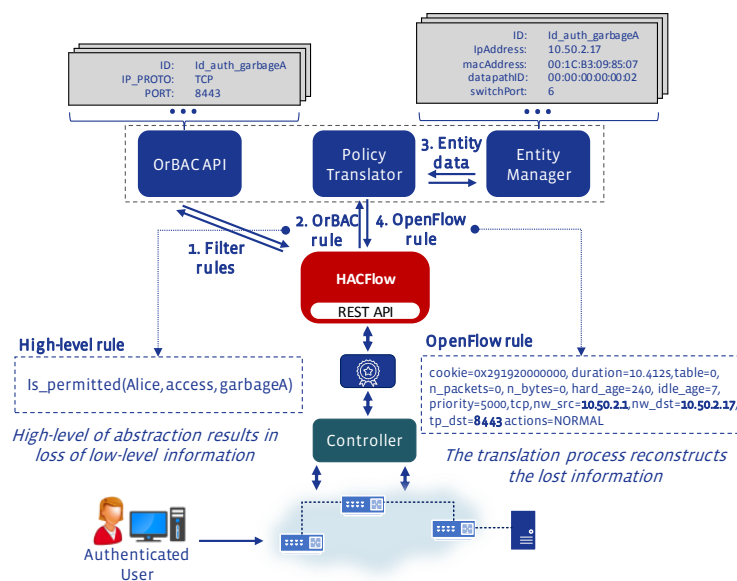 ID: Id_auth_garbageA
IP_PROTO: TCP
PORT: 8443
ID: Id_auth_garbageA
IpAddress: 10.50.2.17
macAddress: 00:1C:B3:09:85:07
datapathID: 00:00:00:00:00:02
switchPort: 6
OrBAC API
Policy
Translator
3. Entity
data
Entity
Manager
1. Filter
rules
2. OrBAC
rule
4. OpenFlow
rule
HACFlow
REST API
High-level rule
Is_permitted(Alice, access, garbageA)
High-level of abstraction results in
loss of low-level information
OpenFlow rule
cookie=0x291920000000, duration=10.412s,table=0,
n_packets=0, n_bytes=0, hard_age=240, idle_age=7,
priority=5000,tcp,nw_src=10.50.2.1,nw_dst=10.50.2.17,
tp_dst=8443 actions=NORMAL
The translation process reconstructs
the lost information
Controller
Authenticated
User